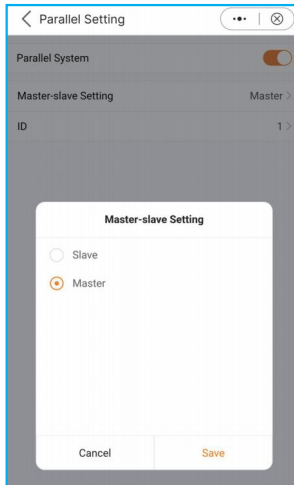 Parallel Setting
Parallel System
Master-slave Setting Master
ID 1
Master-slave Setting
Slave
Master
Cancel Save